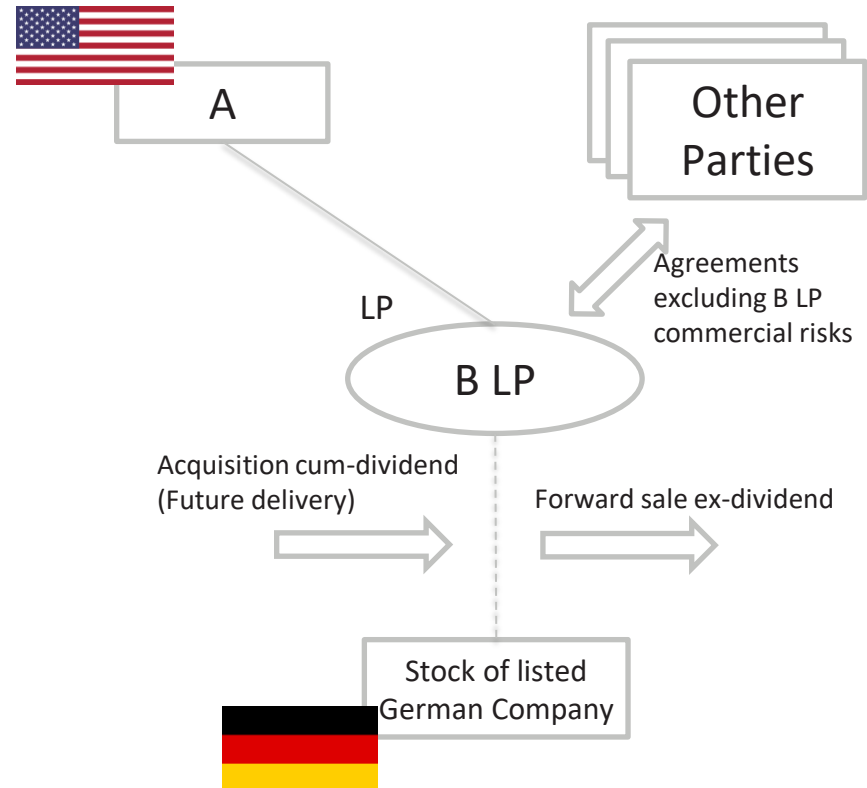 A
Other
Parties
Agreements
excluding B LP
commercial risks
LP
B LP
Acquisition cum-dividend
(Future delivery)
Forward sale ex-dividend
Stock of listed
German Company